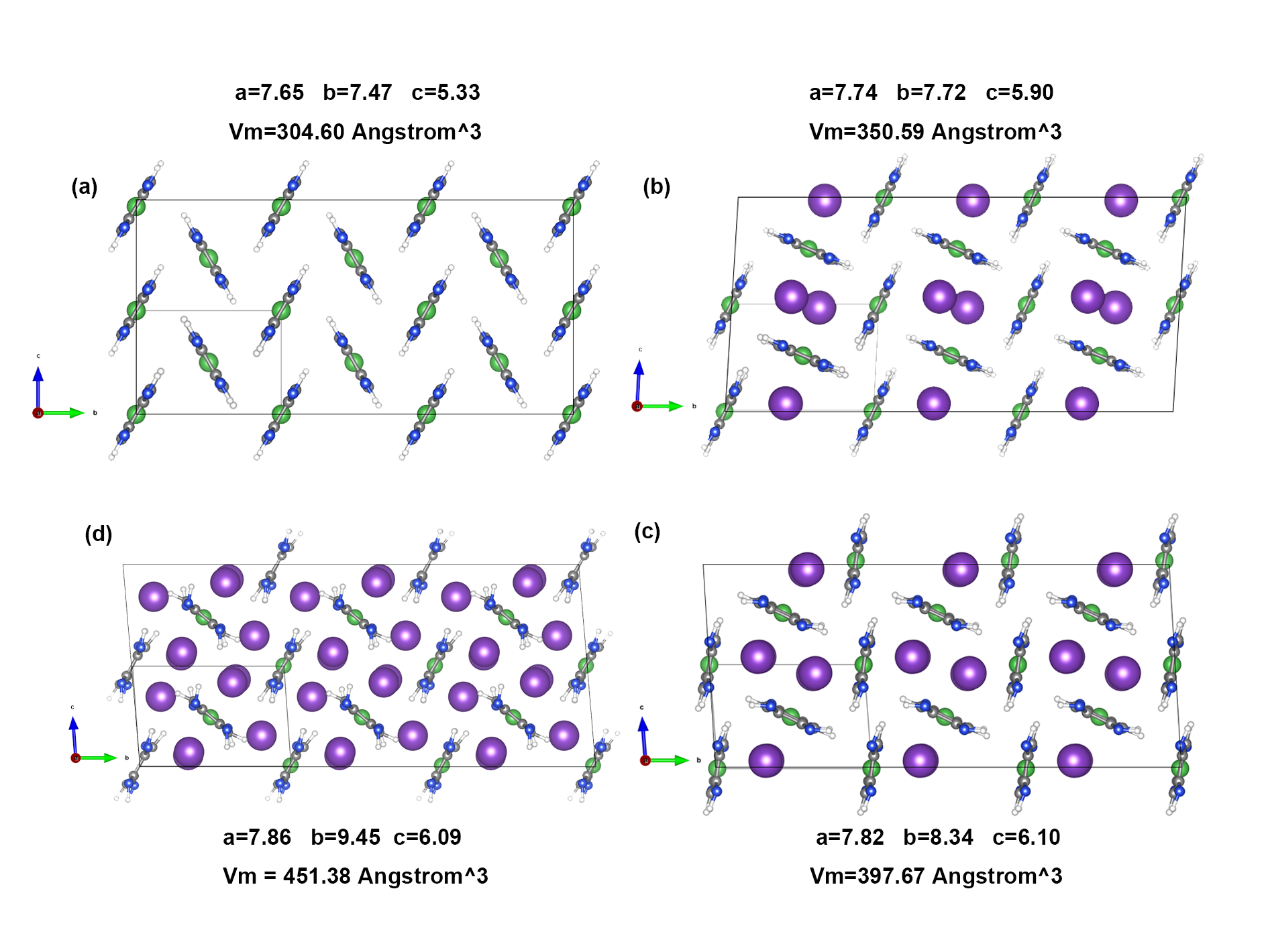 a=7.65 b=7.47 c=5.33
Vm=304.60 Angstrom^3
a=7.74 b=7.72 c=5.90
Vm=350.59 Angstrom^3
(a)
(b)
c
b
c
b
(d)
(c)
c
b
c
b
a=7.86 b=9.45 c=6.09
Vm = 451.38 Angstrom^3
a=7.82 b=8.34 c=6.10
Vm=397.67 Angstrom^3